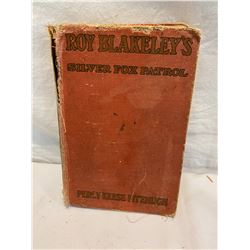 ROY BLAKELEY'S
SILVER FOX PATROL
PERCY KEESE FITZHUGH